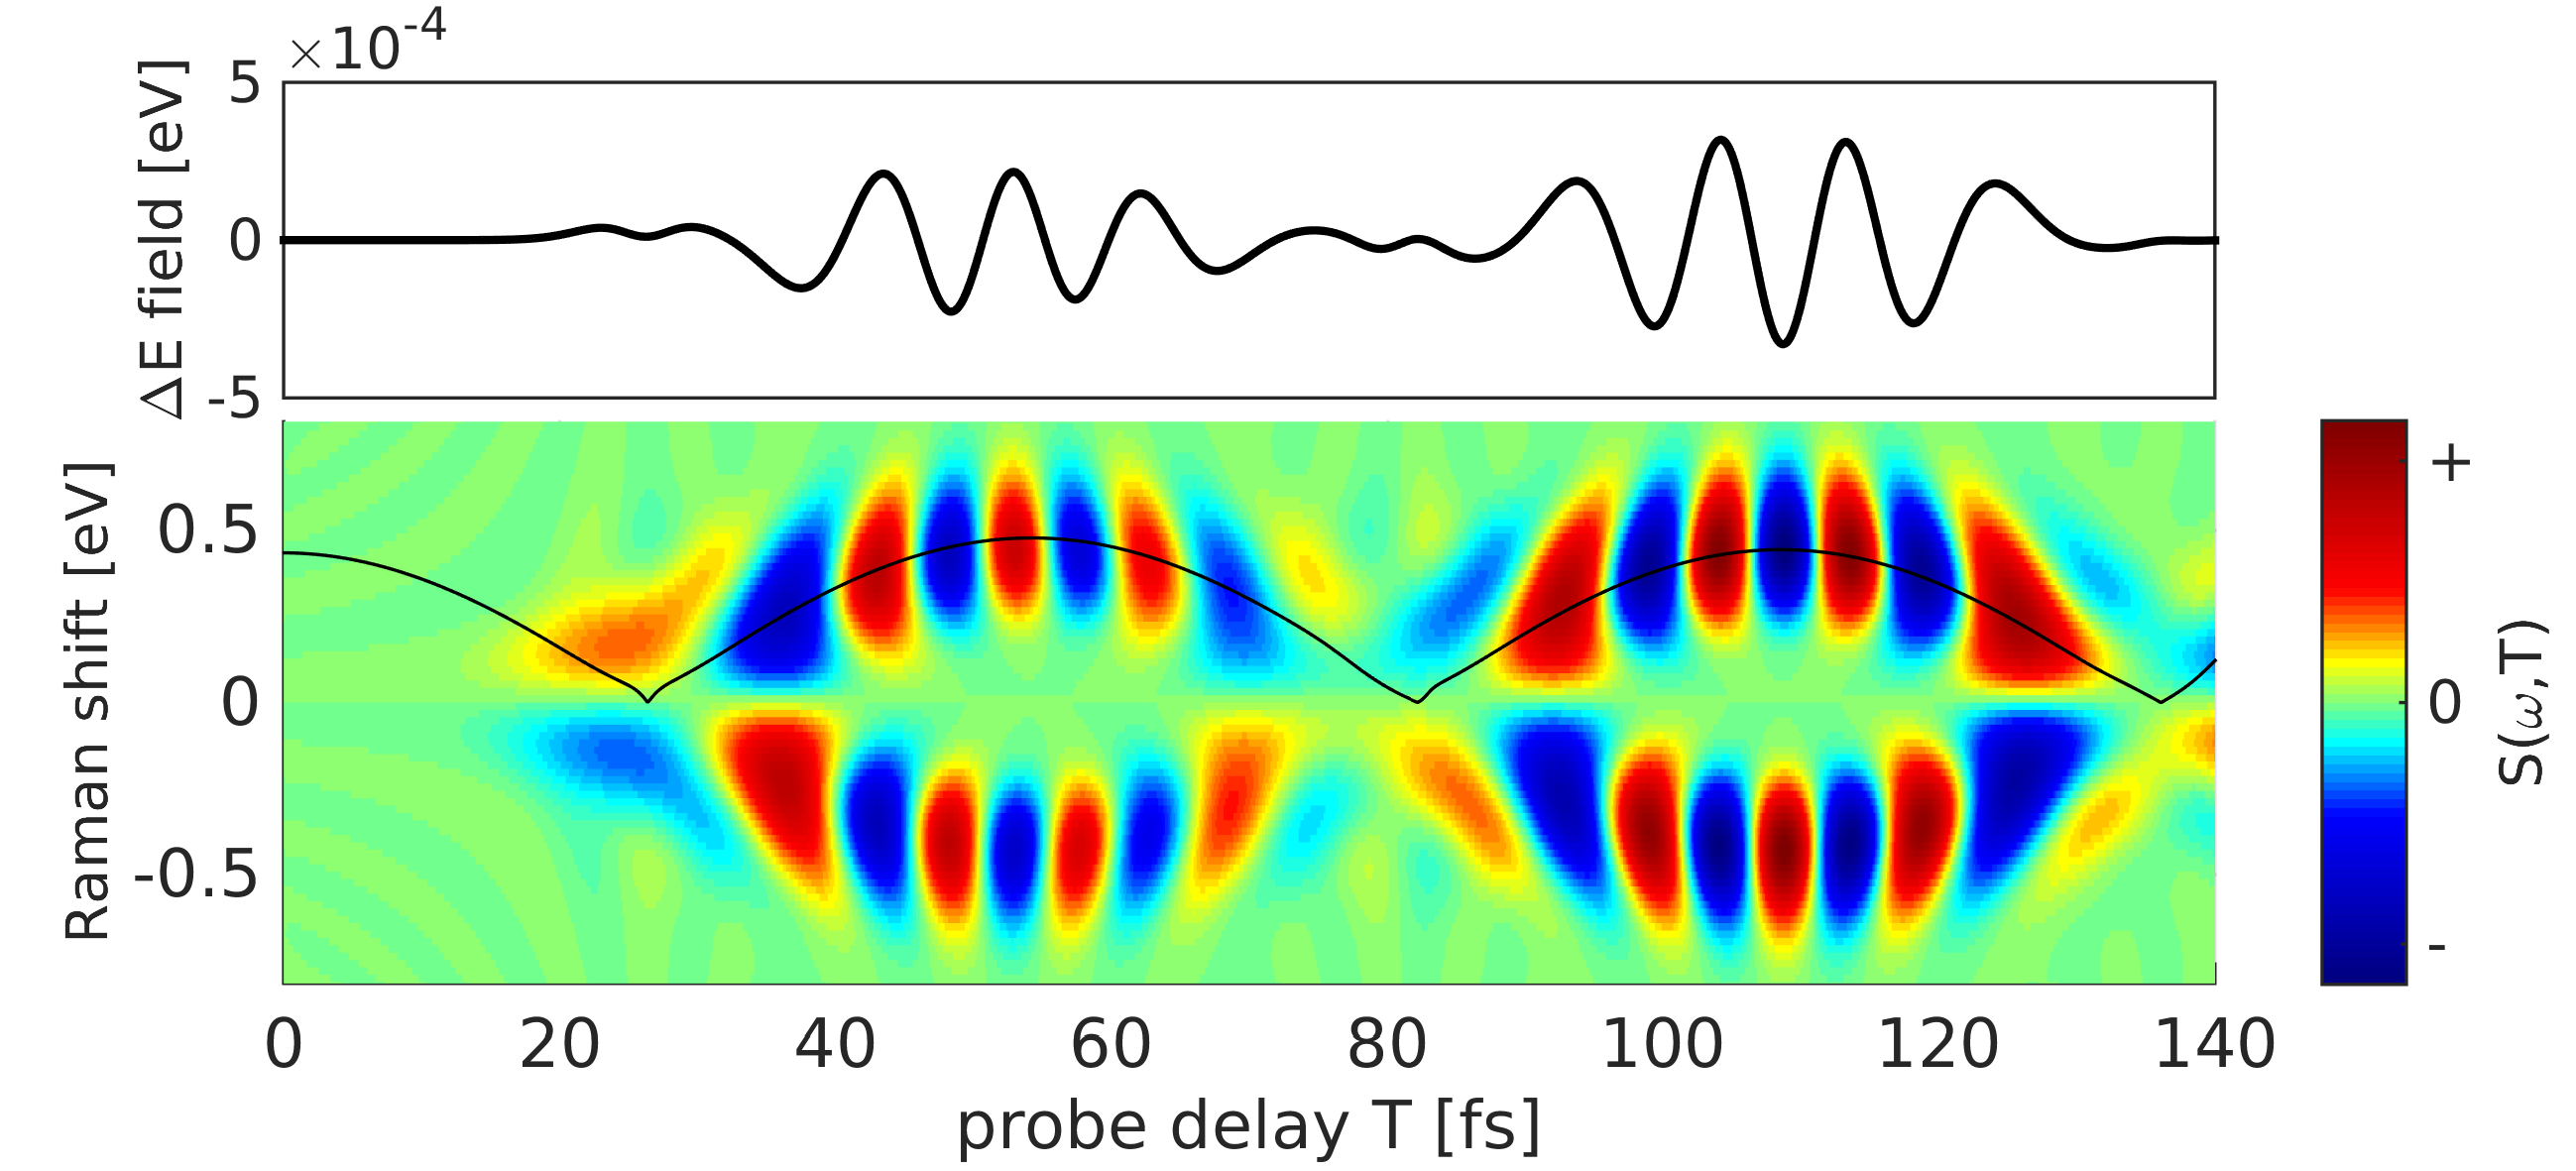 ×10-4
5
0
-5
ΔE field [eV]
0.5
0
-0.5
Raman shift [eV]
0 20 40 60 80 100 120 140
probe delay T [fs]
+
0
-
S(ω,T)